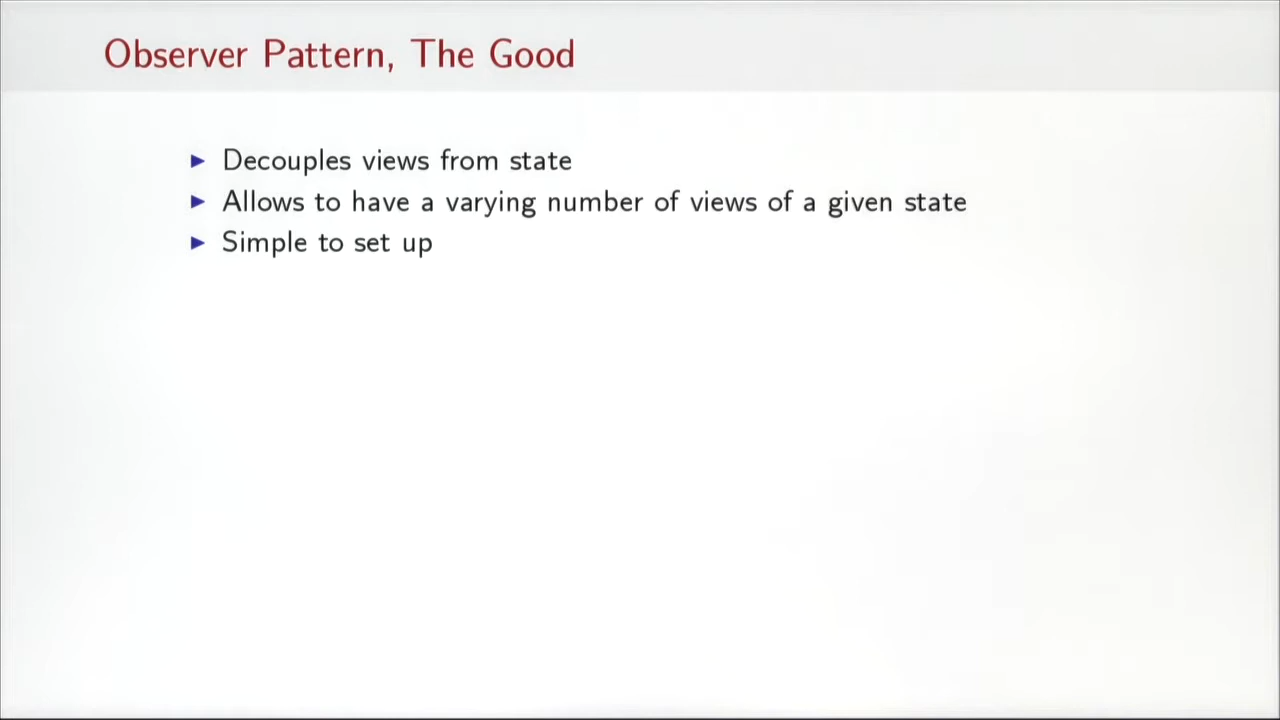 Observer Pattern, The Good
Decouples views from state
Allows to have a varying number of views of a given state
Simple to set up